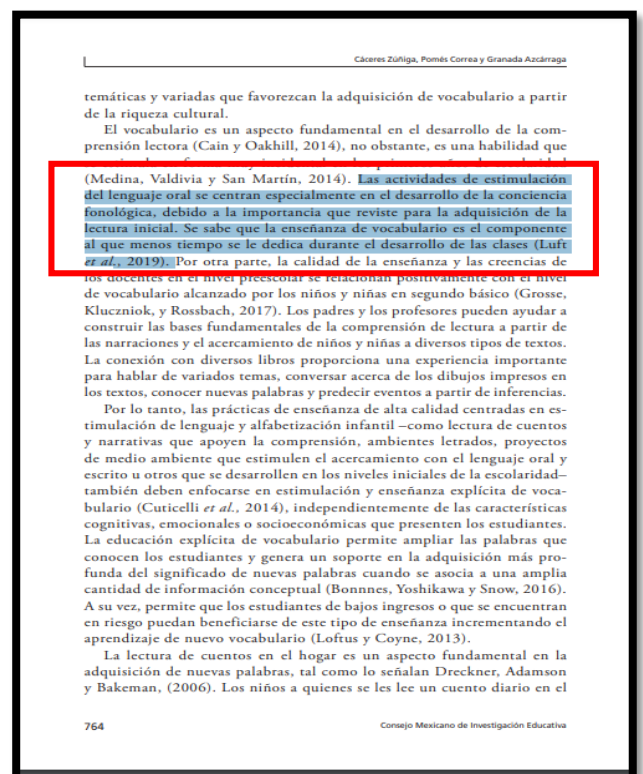 Cáceres Zúñiga, Pomés Correa y Granada Azcárraga
temáticas y variadas que favorezcan la adquisición de vocabulario a partir
de la riqueza cultural.
El vocabulario es un aspecto fundamental en el desarrollo de la com-
prensión lectora (Cain y Oakhill, 2014), no obstante, es una habilidad que
(Medina, Valdivia y San Martín, 2014). Las actividades de estimulación
del lenguaje oral se centran especialmente en el desarrollo de la conciencia
fonológica, debido a la importancia que reviste para la adquisición de la
lectura inicial. Se sabe que la enseñanza de vocabulario es el componente
al que menos tiempo se le dedica durante el desarrollo de las clases (Luft
et al., 2019). Por otra parte, la calidad de la enseñanza y las creencias de
los docentes en el nivel preescolar se relacionan positivamente con el nivel
de vocabulario alcanzado por los niños y niñas en segundo básico (Grosse,
Kluczniok, y Rossbach, 2017). Los padres y los profesores pueden ayudar a
construir las bases fundamentales de la comprensión de lectura a partir de
las narraciones y el acercamiento de niños y niñas a diversos tipos de textos.
La conexión con diversos libros proporciona una experiencia importante
para hablar de variados temas, conversar acerca de los dibujos impresos en
los textos, conocer nuevas palabras y predecir eventos a partir de inferencias.
Por lo tanto, las prácticas de enseñanza de alta calidad centradas en es-
timulación de lenguaje y alfabetización infantil –como lectura de cuentos
y narrativas que apoyen la comprensión, ambientes letrados, proyectos
de medio ambiente que estimulen el acercamiento con el lenguaje oral y
escrito u otros que se desarrollen en los niveles iniciales de la escolaridad–
también deben enfocarse en estimulación y enseñanza explícita de voca-
bulario (Cuticelli et al., 2014), independientemente de las características
cognitivas, emocionales o socioeconómicas que presenten los estudiantes.
La educación explícita de vocabulario permite ampliar las palabras que
conocen los estudiantes y genera un soporte en la adquisición más pro-
funda del significado de nuevas palabras cuando se asocia a una amplia
cantidad de información conceptual (Bonnnes, Yoshikawa y Snow, 2016).
A su vez, permite que los estudiantes de bajos ingresos o que se encuentran
en riesgo puedan beneficiarse de este tipo de enseñanza incrementando el
aprendizaje de nuevo vocabulario (Loftus y Coyne, 2013).
La lectura de cuentos en el hogar es un aspecto fundamental en la
adquisición de nuevas palabras, tal como lo señalan Dreckner, Adamson
y Bakeman, (2006). Los niños a quienes se les lee un cuento diario en el
764
Consejo Mexicano de Investigación Educativa